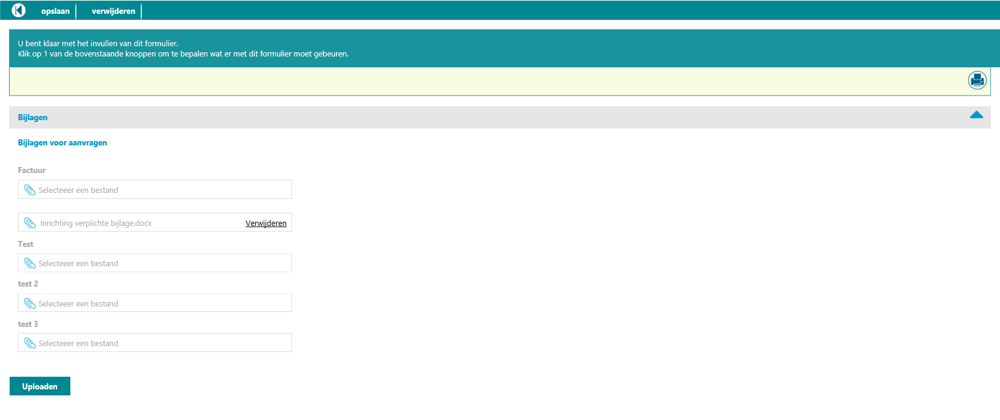 opslaan
verwijderen
U bent klaar met het invullen van dit formulier.
Klik op 1 van de bovenstaande knoppen om te bepalen wat er met dit formulier moet gebeuren.
Bijlagen
Bijlagen voor aanvragen
Factuur
Selecteeer een bestand
Inrichting verplichte bijlage.docx Verwijderen
Test
Selecteeer een bestand
test 2
Selecteeer een bestand
test 3
Selecteeer een bestand
Uploaden